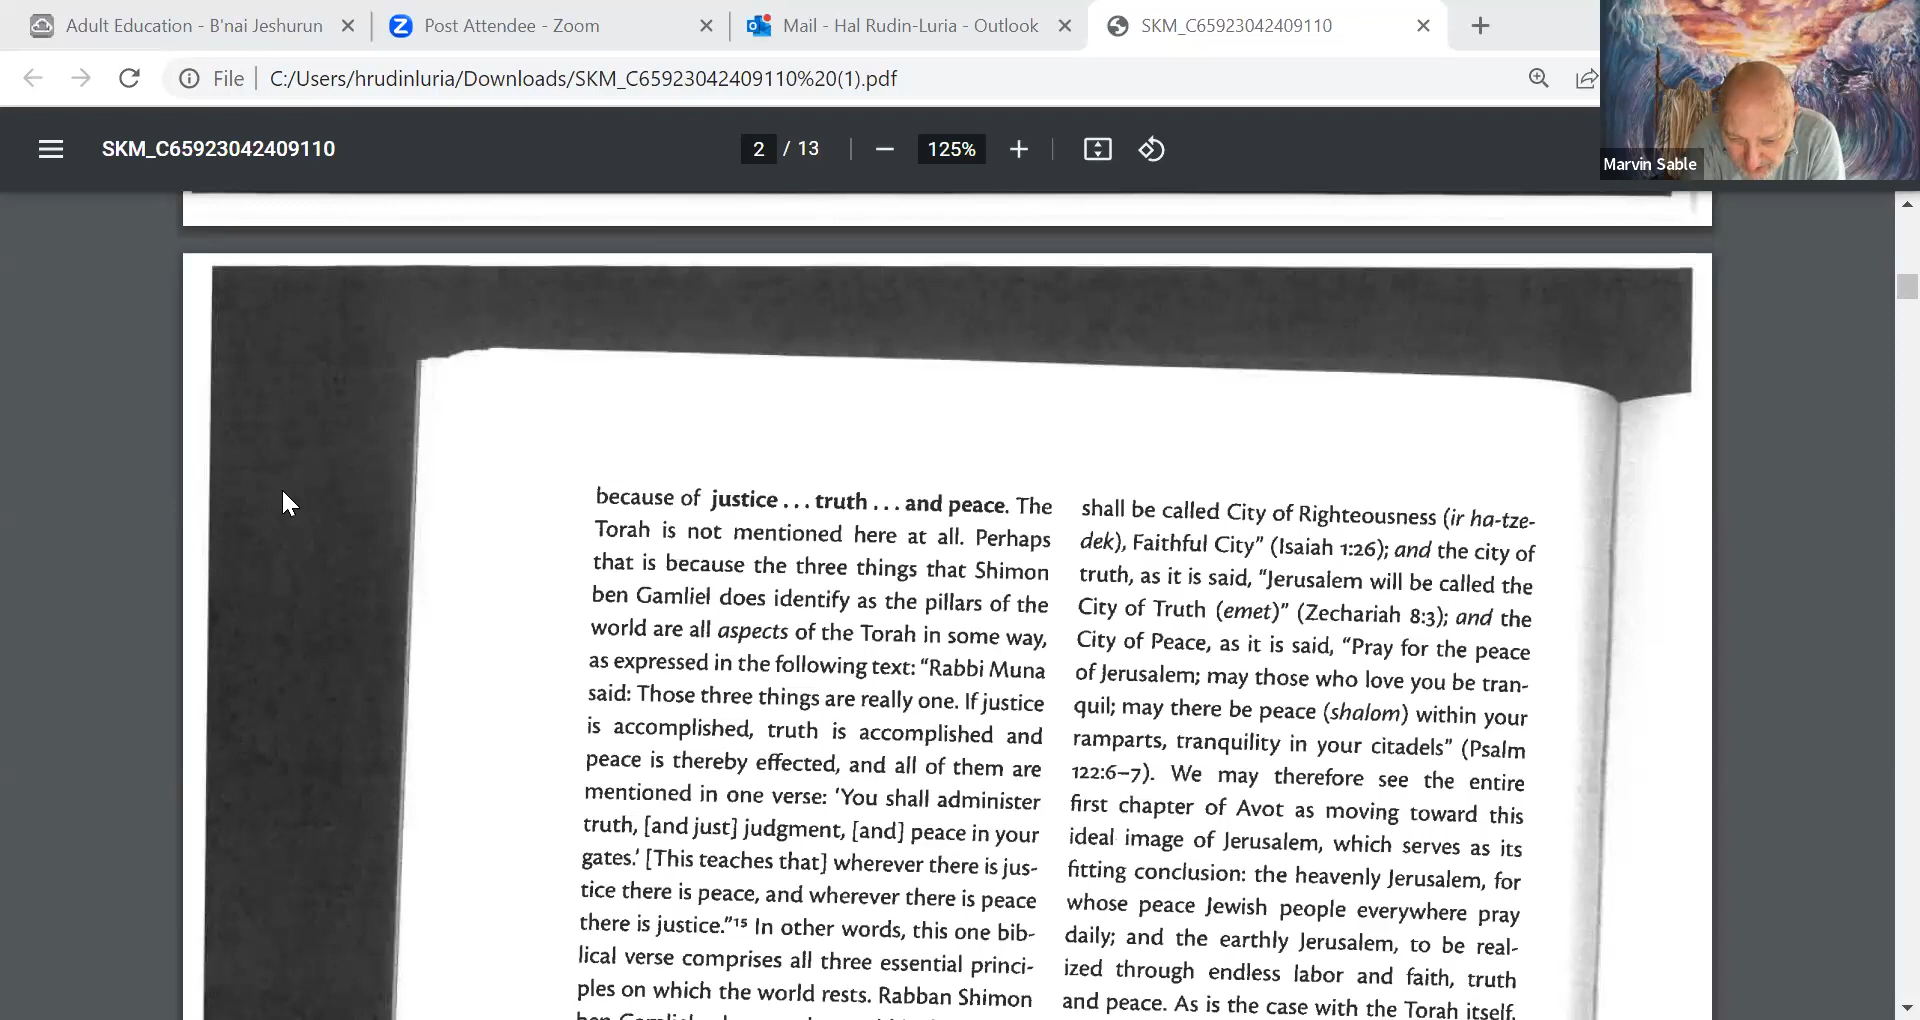 Adult Education - B'nai Jeshurun
Post Attendee - Zoom
Mail - Hal Rudin-Luria - Outlook
SKM_C65923042409110
File
C:/Users/hrudinluria/Downloads/SKM_C65923042409110%20(1).pdf
SKM_C65923042409110
2 / 13
125%
Marvin Sable
because of justice . . . truth . . . and peace. The
Torah is not mentioned here at all. Perhaps
that is because the three things that Shimon
ben Gamliel does identify as the pillars of the
world are all aspects of the Torah in some way,
as expressed in the following text: “Rabbi Muna
said: Those three things are really one. If justice
is accomplished, truth is accomplished and
peace is thereby effected, and all of them are
mentioned in one verse: ‘You shall administer
truth, [and just] judgment, [and] peace in your
gates.’ [This teaches that] wherever there is jus-
tice there is peace, and wherever there is peace
there is justice.”15 In other words, this one bib-
lical verse comprises all three essential princi-
ples on which the world rests. Rabban Shimon
ben Gamliel
shall be called City of Righteousness (ir ha-tze-
dek), Faithful City” (Isaiah 1:26); and the city of
truth, as it is said, “Jerusalem will be called the
City of Truth (emet)” (Zechariah 8:3); and the
City of Peace, as it is said, “Pray for the peace
of Jerusalem; may those who love you be tran-
quil; may there be peace (shalom) within your
ramparts, tranquility in your citadels” (Psalm
122:6–7). We may therefore see the entire
first chapter of Avot as moving toward this
ideal image of Jerusalem, which serves as its
fitting conclusion: the heavenly Jerusalem, for
whose peace Jewish people everywhere pray
daily; and the earthly Jerusalem, to be real-
ized through endless labor and faith, truth
and peace. As is the case with the Torah itself,